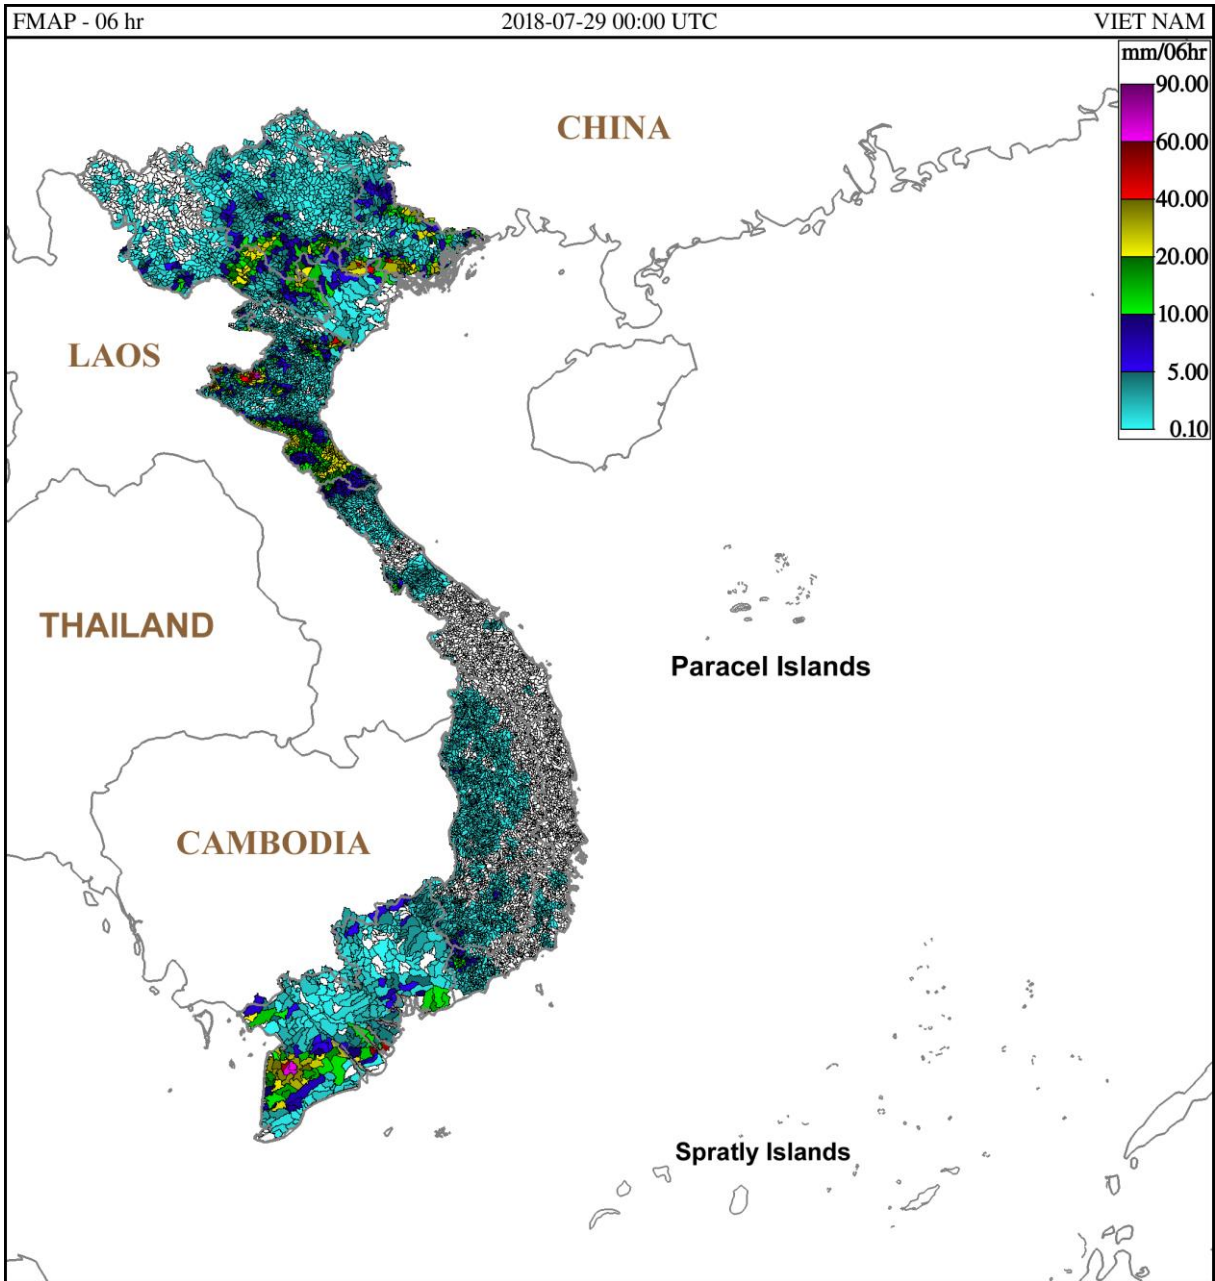 FMAP - 06 hr 2018-07-29 00:00 UTC VIET NAM
mm/06hr
90.00
60.00
40.00
20.00
10.00
5.00
0.10
CHINA
LAOS
THAILAND
Paracel Islands
CAMBODIA
Spratly Islands